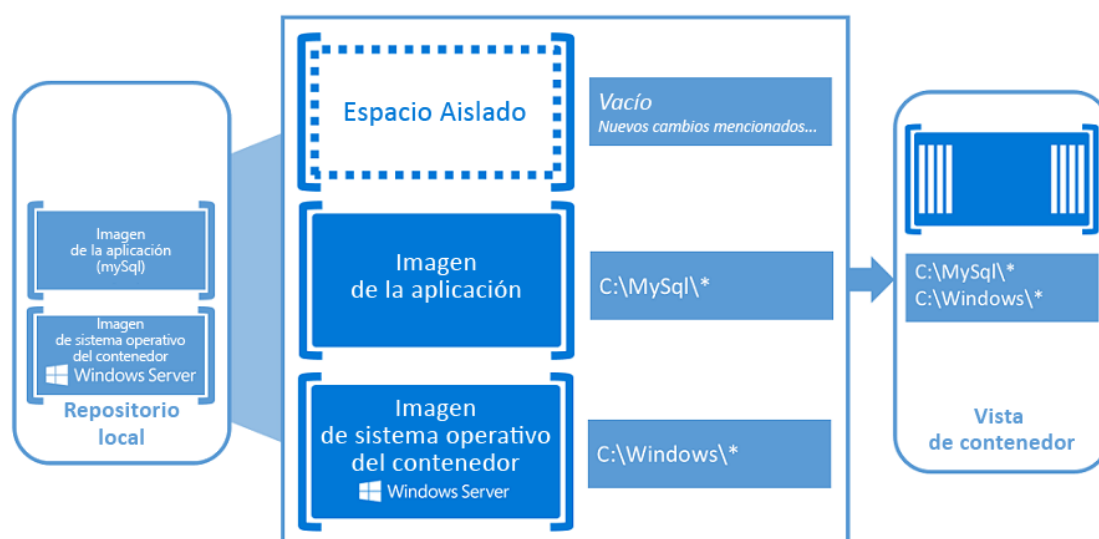 Imagen
de la aplicación
(mySql)
Imagen
de sistema operativo
del contenedor
Windows Server
Repositorio
local
Espacio Aislado
Vacío
Nuevos cambios mencionados...
Imagen
de la aplicación
C:\MySql\*
Imagen
de sistema operativo
del contenedor
Windows Server
C:\Windows\*
C:\MySql\*
C:\Windows\*
Vista
de contenedor